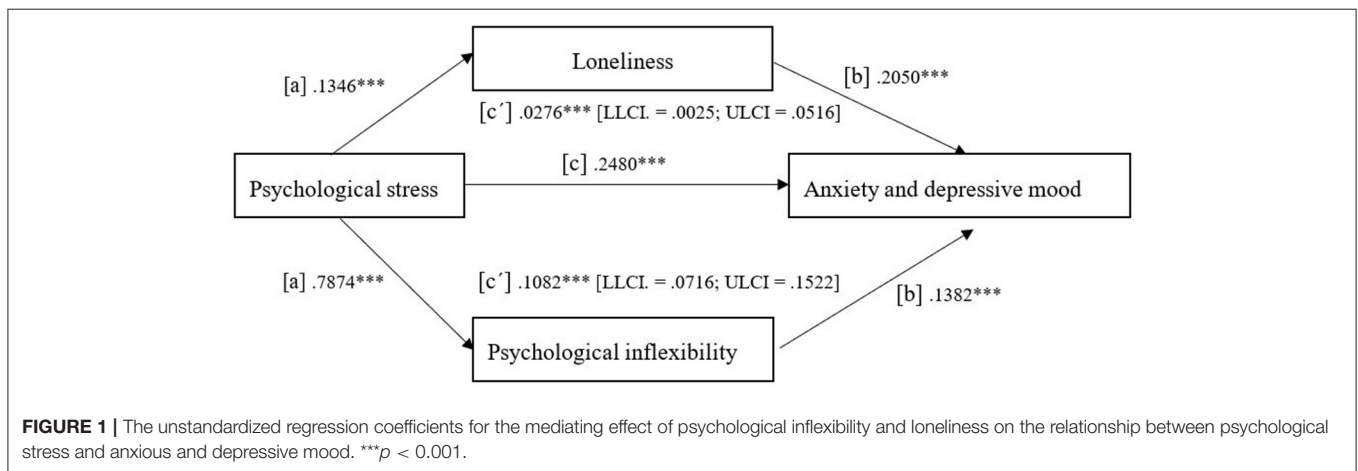 Loneliness
[a] .1346***
[b] .2050***
[c´] .0276*** [LLCI. = .0025; ULCI = .0516]
[c] .2480***
Psychological stress
Anxiety and depressive mood
[a] .7874***
[c´] .1082*** [LLCI. = .0716; ULCI = .1522]
[b] .1382***
Psychological inflexibility
FIGURE 1 | The unstandardized regression coefficients for the mediating effect of psychological inflexibility and loneliness on the relationship between psychological
stress and anxious and depressive mood. ***p < 0.001.